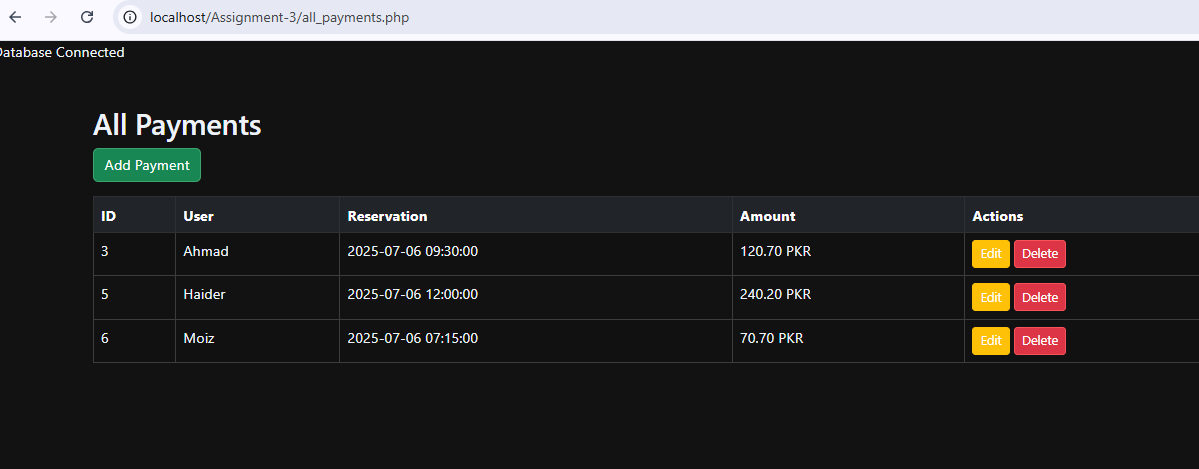 localhost/Assignment-3/all_payments.php
Database Connected
All Payments
Add Payment
ID User Reservation Amount Actions
3 Ahmad 2025-07-06 09:30:00 120.70 PKR Edit Delete
5 Haider 2025-07-06 12:00:00 240.20 PKR Edit Delete
6 Moiz 2025-07-06 07:15:00 70.70 PKR Edit Delete